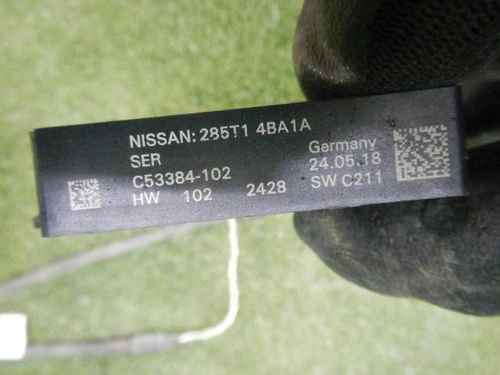 NISSAN: 285T1 4BA1A
SER
Germany
C53384-102
24.05.18
HW 102 2428 SW C211